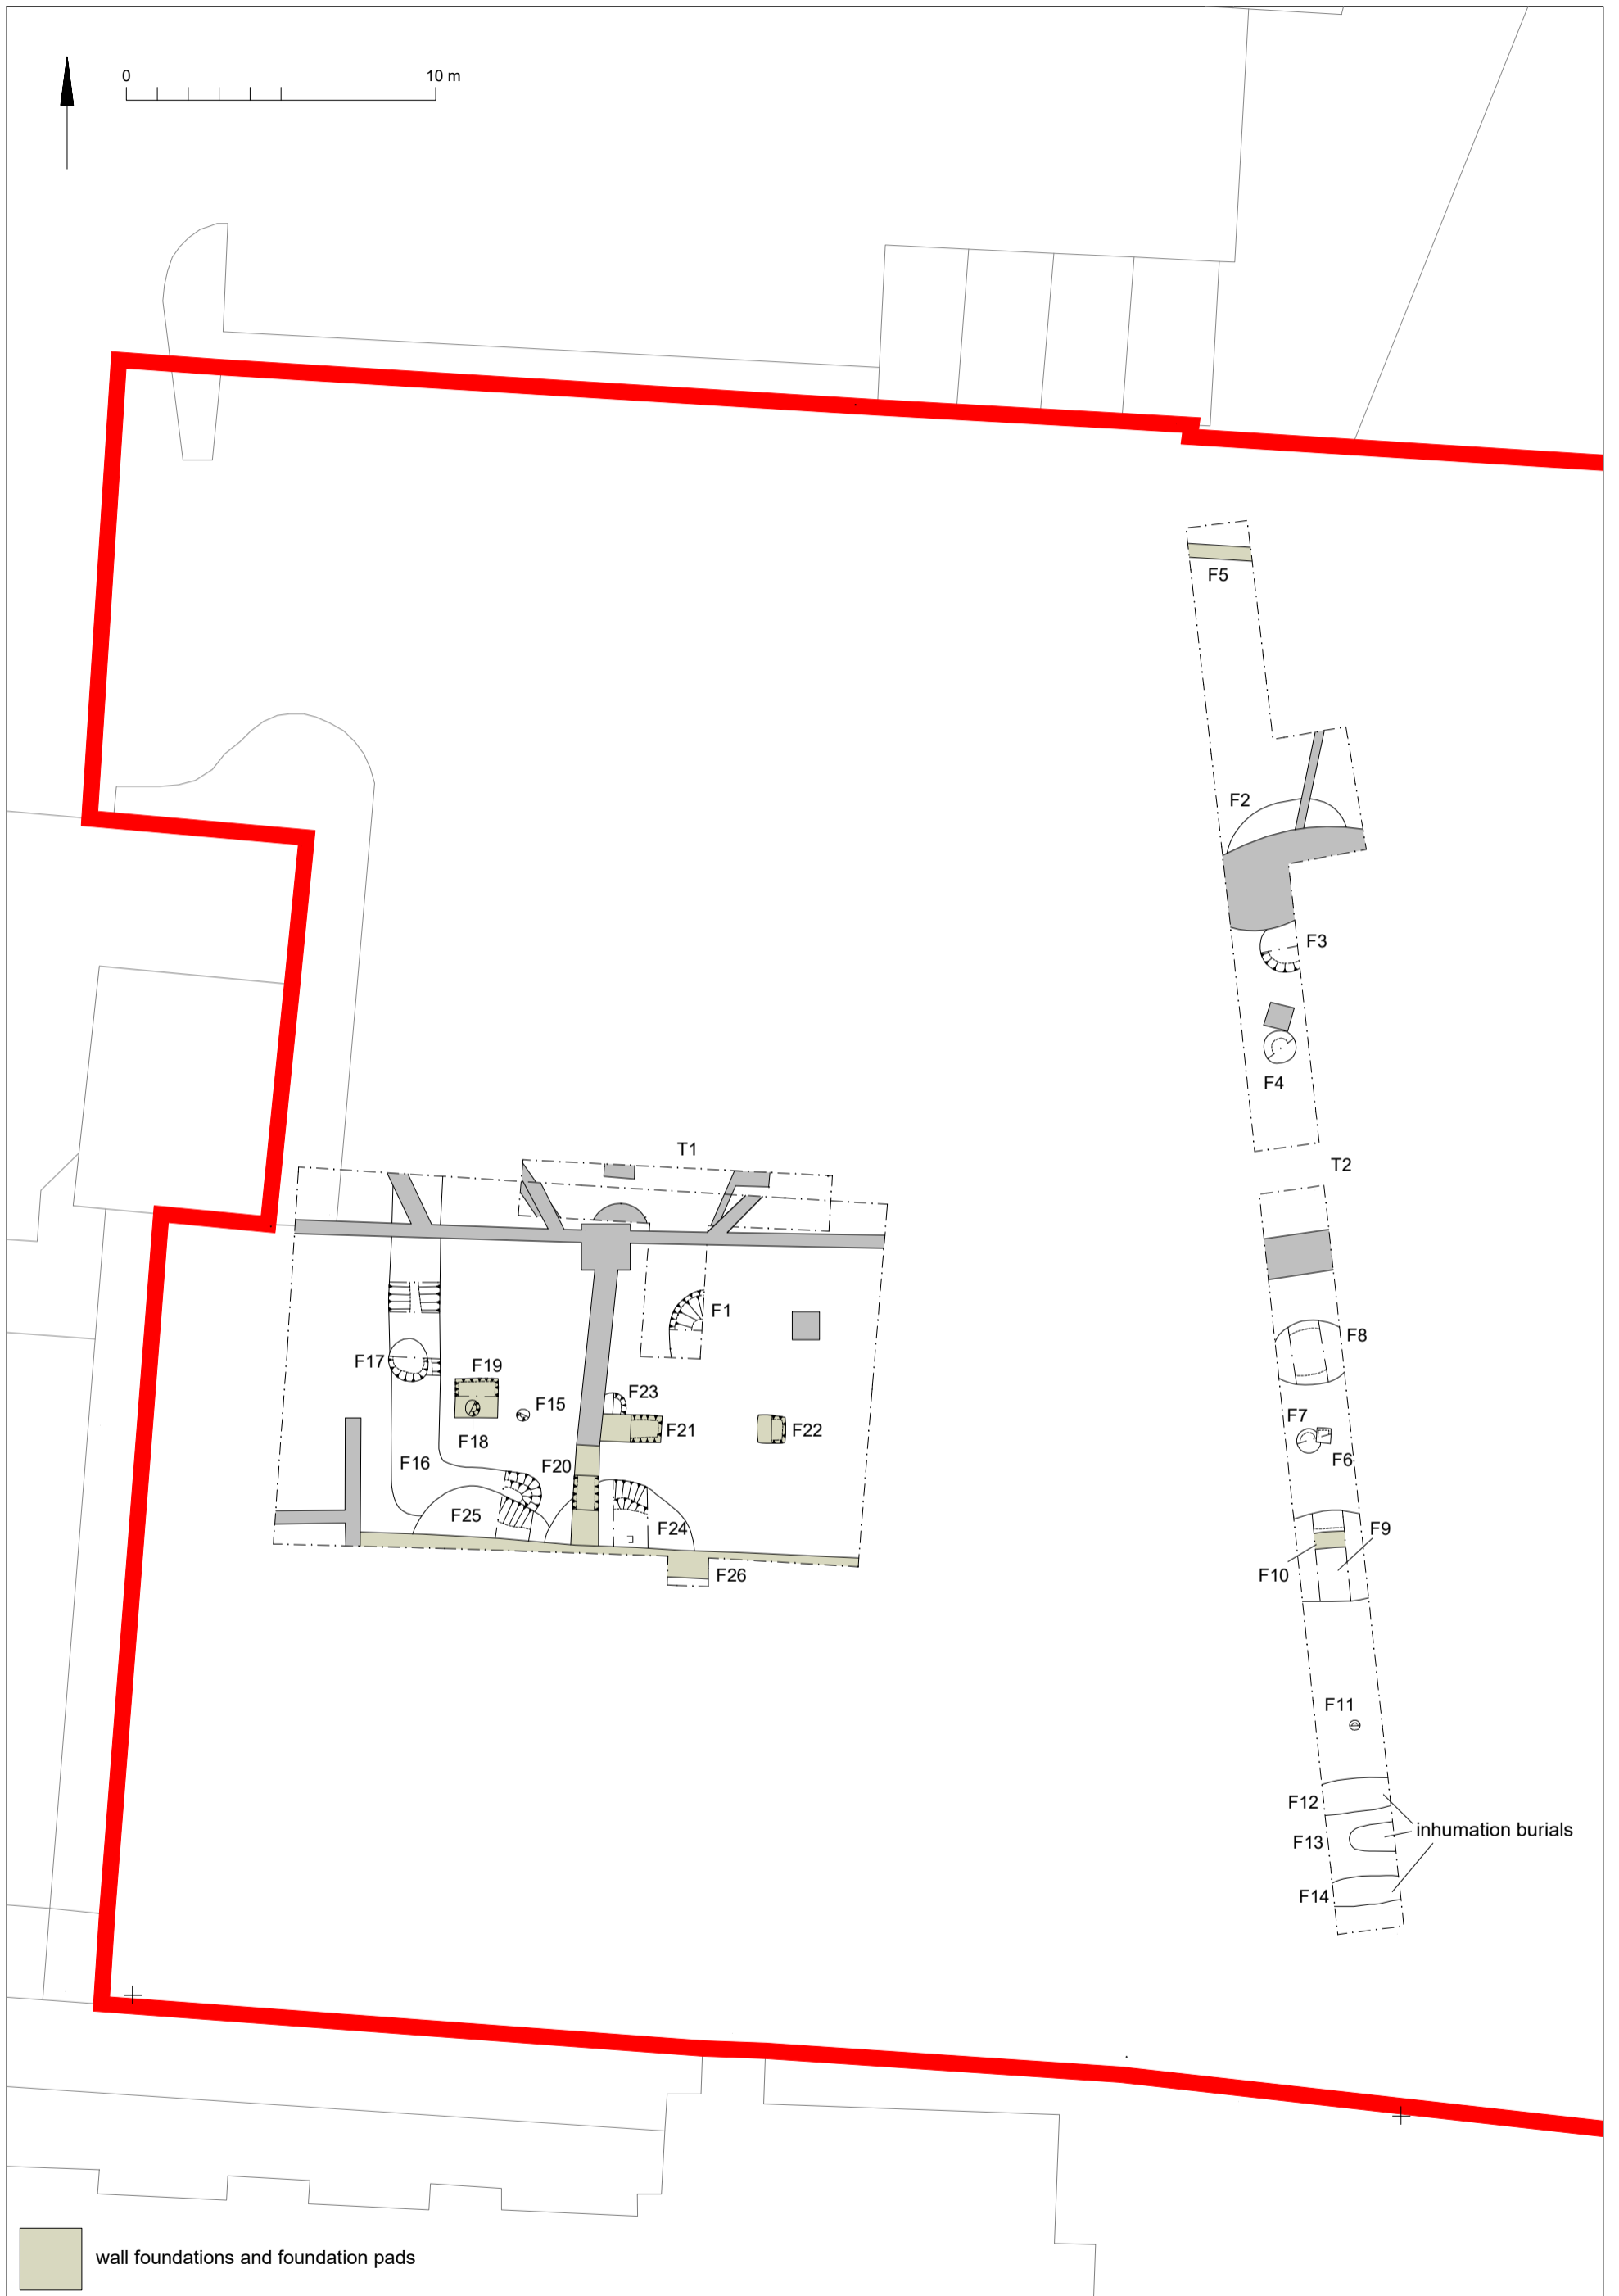 0 10 m
F5
F2
F3
F4
T1
T2
F1
F8
F17
F19
F23
F15
F7
F21
F22
F18
F6
F16
F20
F25
F24
F9
F10
F26
F11
F12
inhumation burials
F13
F14
wall foundations and foundation pads